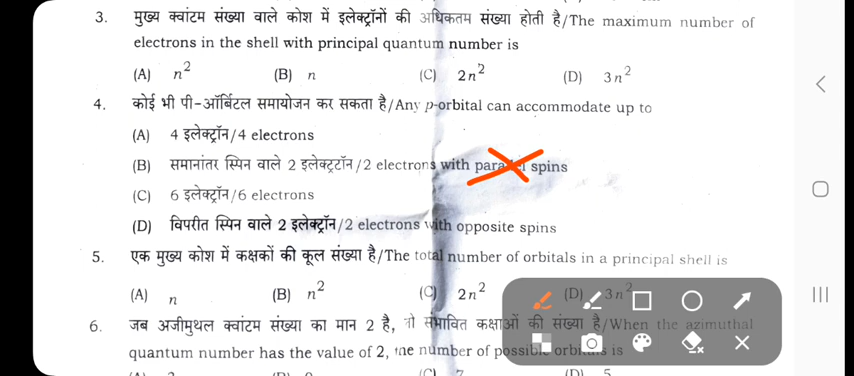 3. मुख्य क्वांटम संख्या वाले कोश में इलेक्ट्रॉनों की अधिकतम संख्या होती है/The maximum number of
electrons in the shell with principal quantum number is
(A) n² (B) n (C) 2n² (D) 3n²
4. कोई भी पी-ऑर्बिटल समायोजन कर सकता है/Any p-orbital can accommodate up to
(A) 4 इलेक्ट्रॉन/4 electrons
(B) समानांतर स्पिन वाले 2 इलेक्ट्रटॉन/2 electrons with spins
(C) 6 इलेक्ट्रॉन/6 electrons
(D) विपरीत स्पिन वाले 2 इलेक्ट्रॉन/2 electrons with opposite spins
5. एक मुख्य कोश में कक्षकों की कूल संख्या है/The total number of orbitals in a principal shell is
(A) n (B) n² (C) 2n² (D) 3n²
6. जब अजीमुथल क्वांटम संख्या का मान 2 है, तो संभावित कक्षाओं की संख्या है/When the azimuthal
quantum number has the value of 2, the number of possible orbitals is